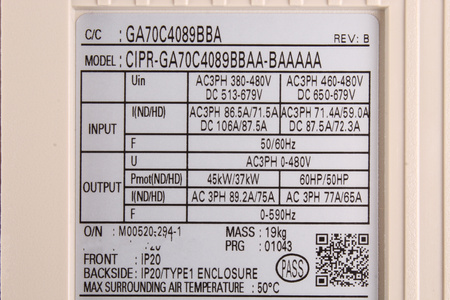 C/C : GA70C4089BBA
REV: B
MODEL: CIPR-GA70C4089BBAA-BAAAAA
Uin AC3PH 380-480V AC3PH 460-480V
DC 513-679V DC 650-679V
INPUT I(ND/HD) AC3PH 86.5A/71.5A AC3PH 71.4A/59.0A
DC 106A/87.5A DC 87.5A/72.3A
F 50/60Hz
U AC3PH 0-480V
OUTPUT Pmot(ND/HD) 45kW/37kW 60HP/50HP
I(ND/HD) AC 3PH 89.2A/75A AC 3PH 77A/65A
F 0-590Hz
O/N : M00520-294-1 MASS : 19kg
PRG : 01043
FRONT : IP20
BACKSIDE: IP20/TYPE1 ENCLOSURE
MAX SURROUNDING AIR TEMPERATURE : 50°C
PASS